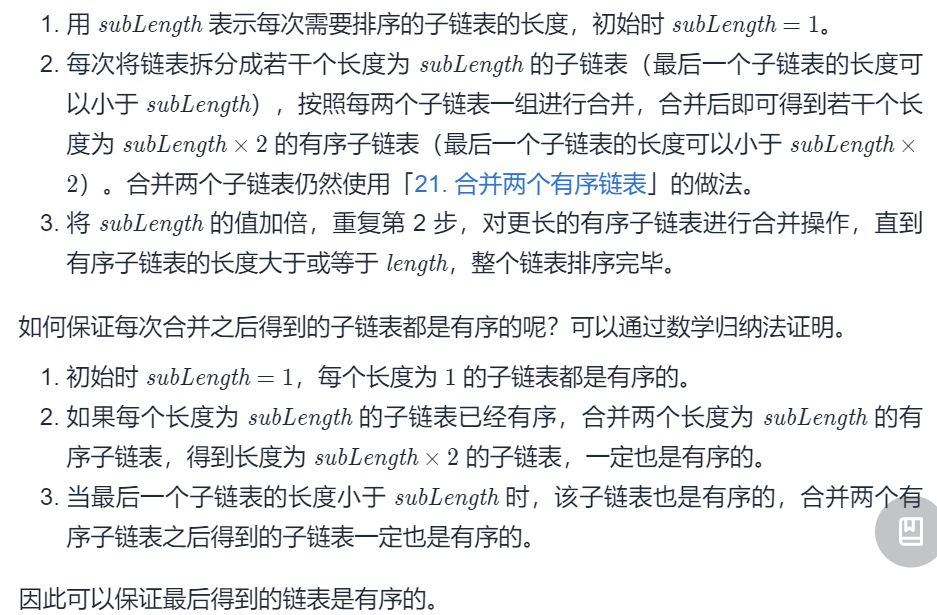 1. 用 subLength 表示每次需要排序的子链表的长度，初始时 subLength = 1。
2. 每次将链表拆分成若干个长度为 subLength 的子链表（最后一个子链表的长度可
以小于 subLength），按照每两个子链表一组进行合并，合并后即可得到若干个长
度为 subLength × 2 的有序子链表（最后一个子链表的长度可以小于 subLength ×
2）。合并两个子链表仍然使用「21. 合并两个有序链表」的做法。
3. 将 subLength 的值加倍，重复第 2 步，对更长的有序子链表进行合并操作，直到
有序子链表的长度大于或等于 length，整个链表排序完毕。
如何保证每次合并之后得到的子链表都是有序的呢？可以通过数学归纳法证明。
1. 初始时 subLength = 1，每个长度为 1 的子链表都是有序的。
2. 如果每个长度为 subLength 的子链表已经有序，合并两个长度为 subLength 的有
序子链表，得到长度为 subLength × 2 的子链表，一定也是有序的。
3. 当最后一个子链表的长度小于 subLength 时，该子链表也是有序的，合并两个有
序子链表之后得到的子链表一定也是有序的。
因此可以保证最后得到的链表是有序的。